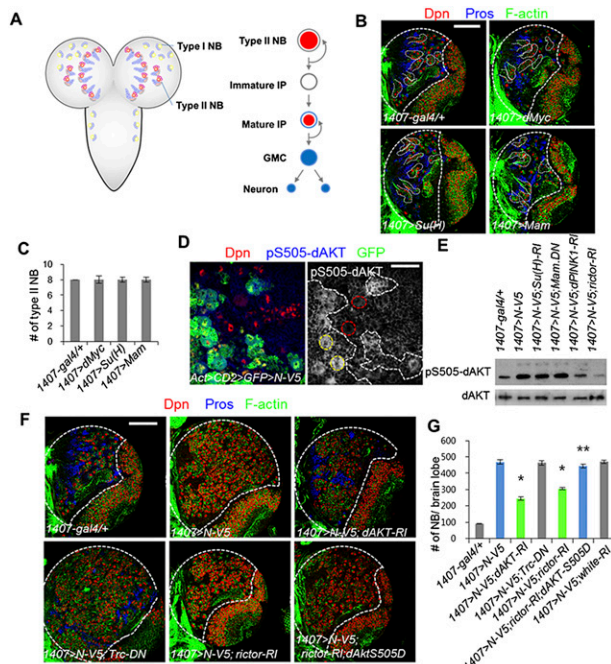 A
Type I NB
Type II NB
Type II NB
Immature IP
Mature IP
GMC
Neuron
B
Dpn Pros F-actin
1407-gal4/+
1407>dMyc
1407>Su(H)
1407>Mam
C
# of type II NB
10
8
6
4
2
0
1407-gal4/+
1407>dMyc
1407>Su(H)
1407>Mam
D
Dpn pS505-dAKT GFP
Act>CD2>GFP>N-V5
pS505-dAKT
E
1407-gal4/+
1407>N-V5
1407>N-V5;Su(H)-RI
1407>N-V5;Mam.DN
1407>N-V5;dPINK1-RI
1407>N-V5;rictor-RI
pS505-dAKT
dAKT
F
Dpn Pros F-actin
1407-gal4/+
1407>N-V5
1407>N-V5; dAKT-RI
1407>N-V5; Trc-DN
1407>N-V5; rictor-RI
1407>N-V5;
rictor-RI;dAktS505D
G
# of NB/ brain lobe
600
500
400
300
200
100
0
*
*
**
1407-gal4/+
1407>N-V5
1407>N-V5;dAKT-RI
1407>N-V5;Trc-DN
1407>N-V5;rictor-RI
1407>N-V5;rictor-RI;dAKT-S505D
1407>N-V5;white-RI